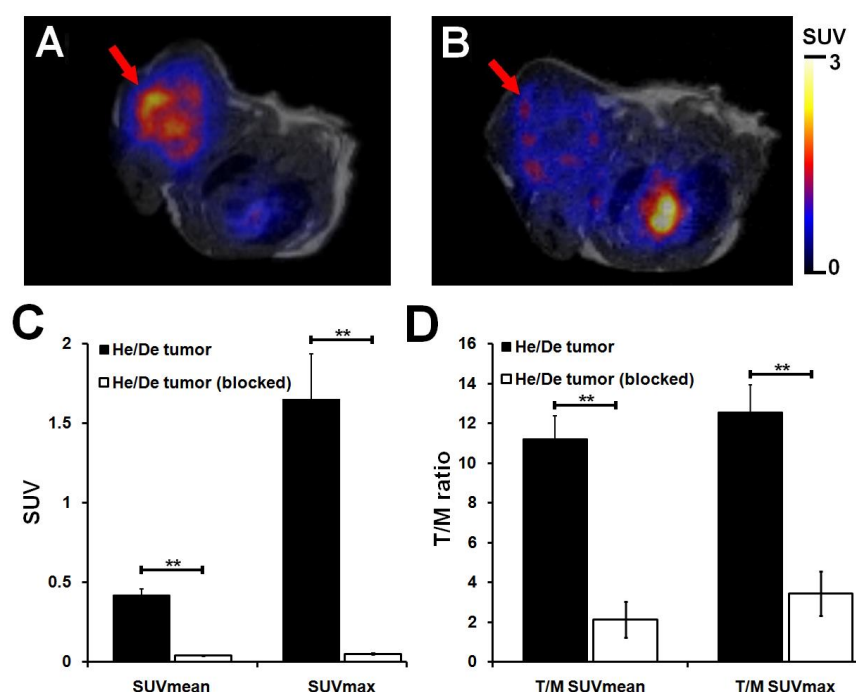 A
B
SUV
3
0
C
D
2
1.5
1
0.5
0
SUV
He/De tumor
He/De tumor (blocked)
**
**
SUVmean
SUVmax
16
14
12
10
8
6
4
2
0
T/M ratio
He/De tumor
He/De tumor (blocked)
**
**
T/M SUVmean
T/M SUVmax